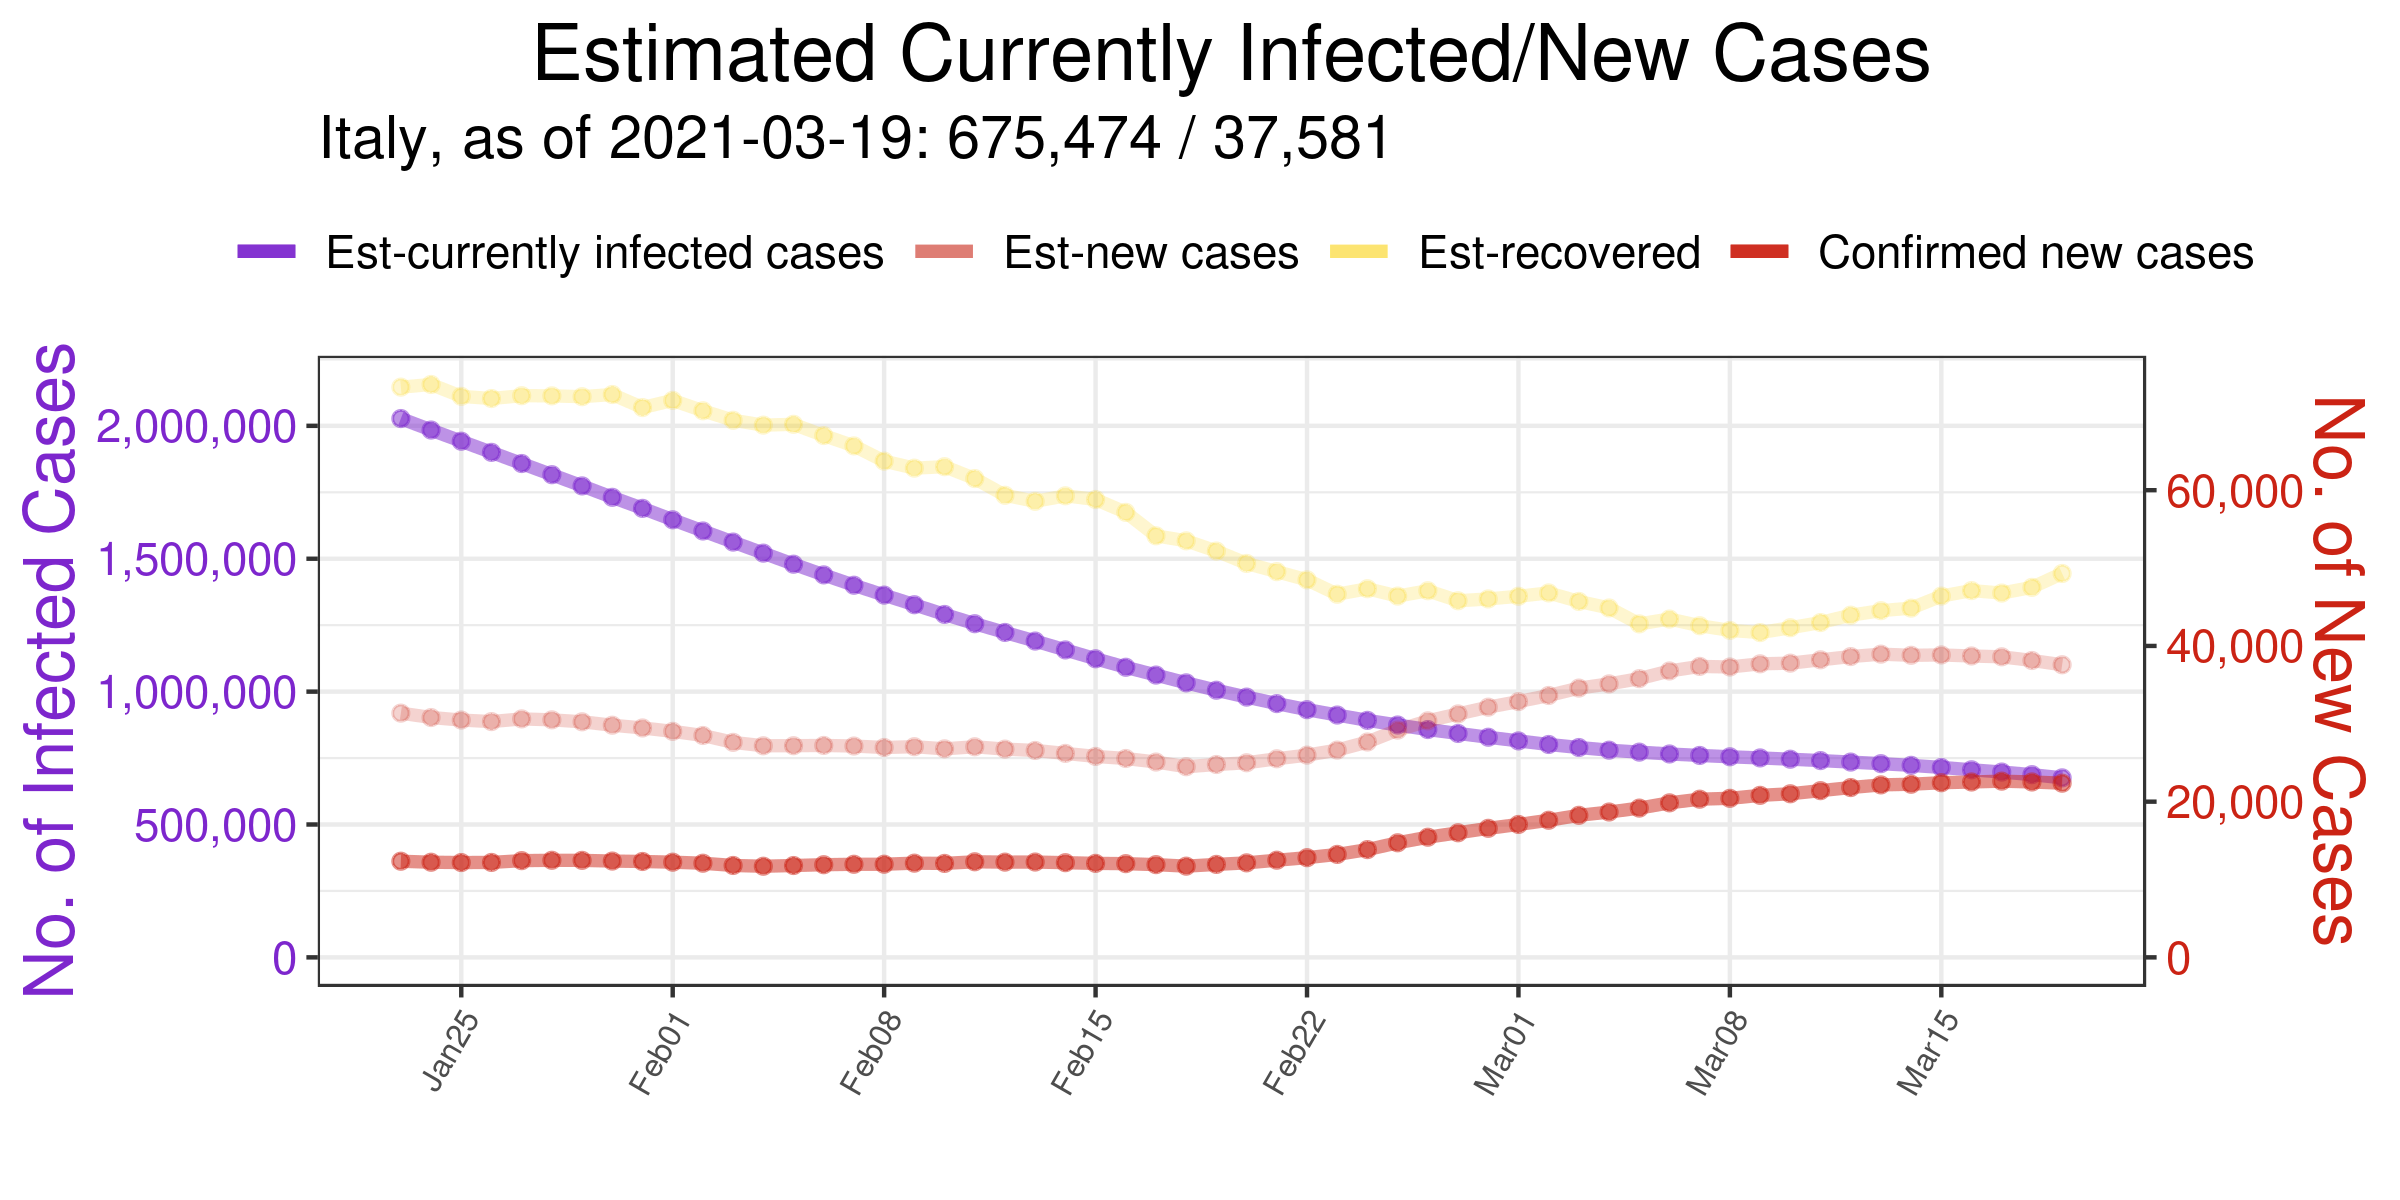 Estimated Currently Infected/New Cases
Italy, as of 2021-03-19: 675,474 / 37,581
Est-currently infected cases Est-new cases Est-recovered Confirmed new cases
No. of Infected Cases
2,000,000
1,500,000
1,000,000
500,000
0
60,000
40,000
20,000
0
No. of New Cases
Jan25 Feb01 Feb08 Feb15 Feb22 Mar01 Mar08 Mar15